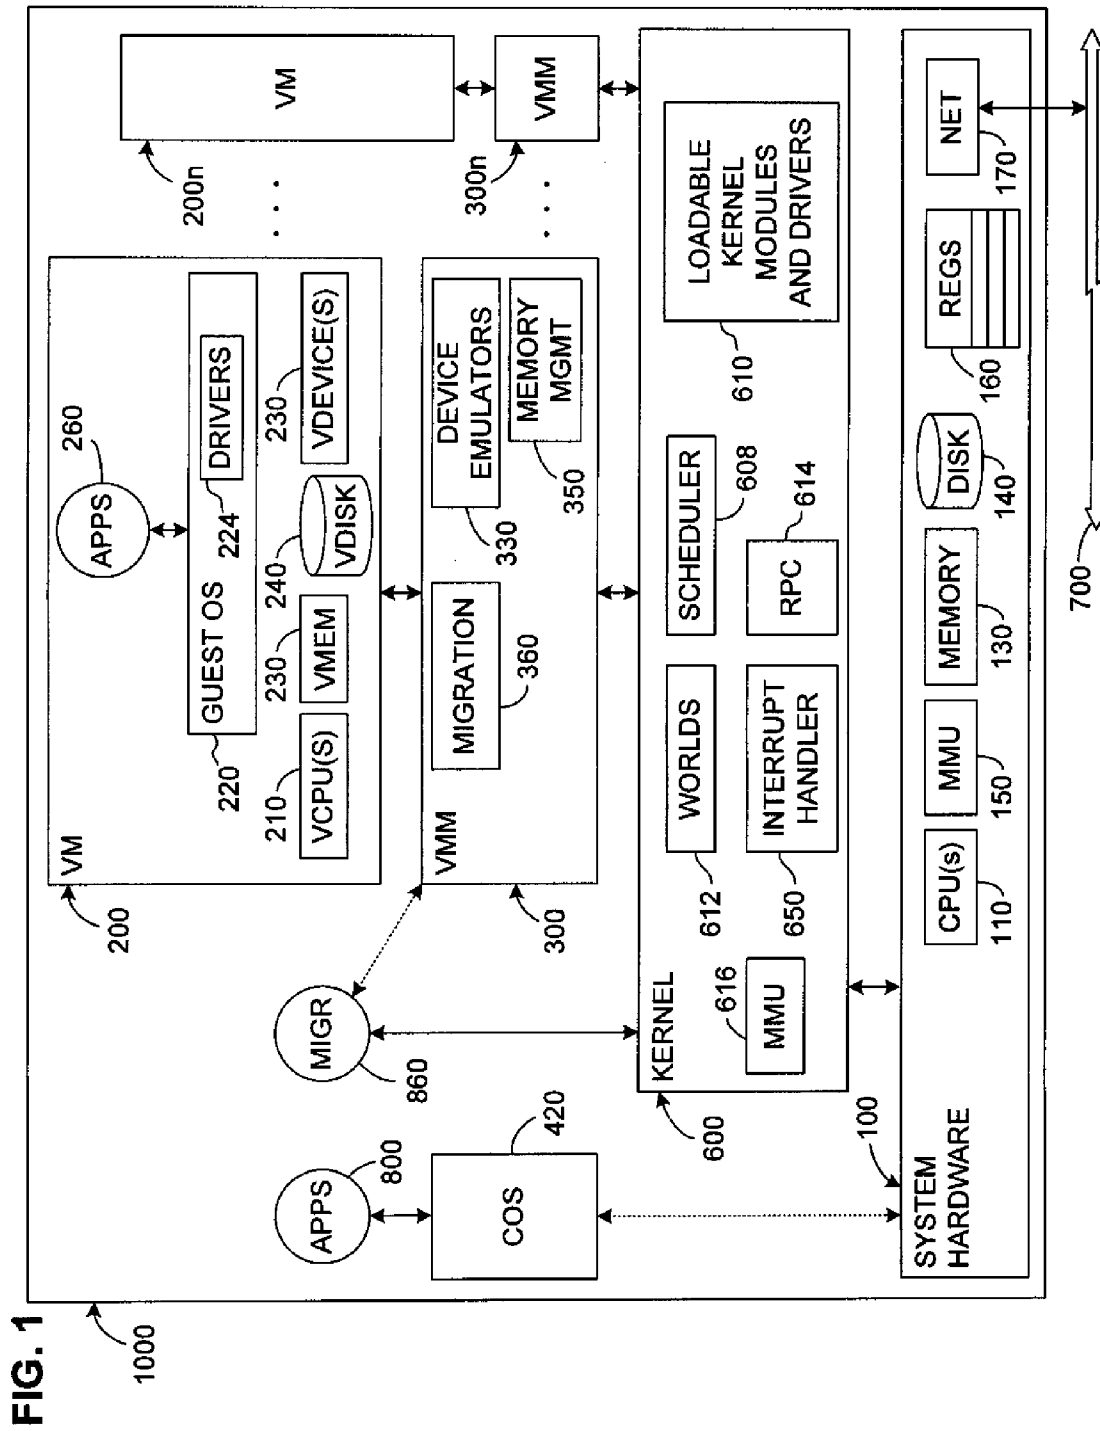 FIG. 1
1000
VM
200
APPS
260
GUEST OS
220
DRIVERS
224
210
VCPU(S)
230
VMEM
240
VDISK
230
VDEVICE(S)
VM
200n
. . .
APPS
800
MIGR
860
COS
420
VMM
300
MIGRATION
360
DEVICE
EMULATORS
330
MEMORY
MGMT
350
VMM
300n
. . .
KERNEL
600
616
MMU
WORLDS
612
SCHEDULER
608
INTERRUPT
HANDLER
650
RPC
614
LOADABLE
KERNEL
MODULES
AND DRIVERS
610
SYSTEM
HARDWARE
100
CPU(s)
110
MMU
150
MEMORY
130
DISK
140
REGS
160
NET
170
700